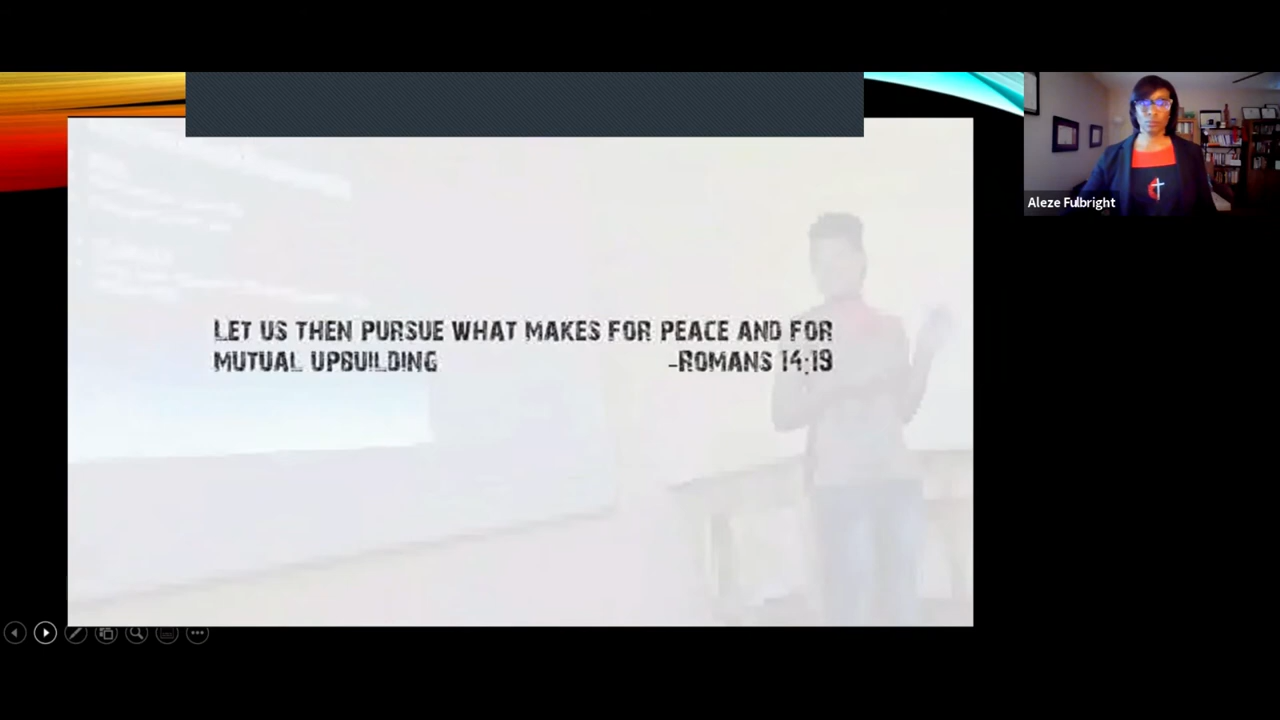 LET US THEN PURSUE WHAT MAKES FOR PEACE AND FOR
MUTUAL UPBUILDING -ROMANS 14:19
Aleze Fulbright